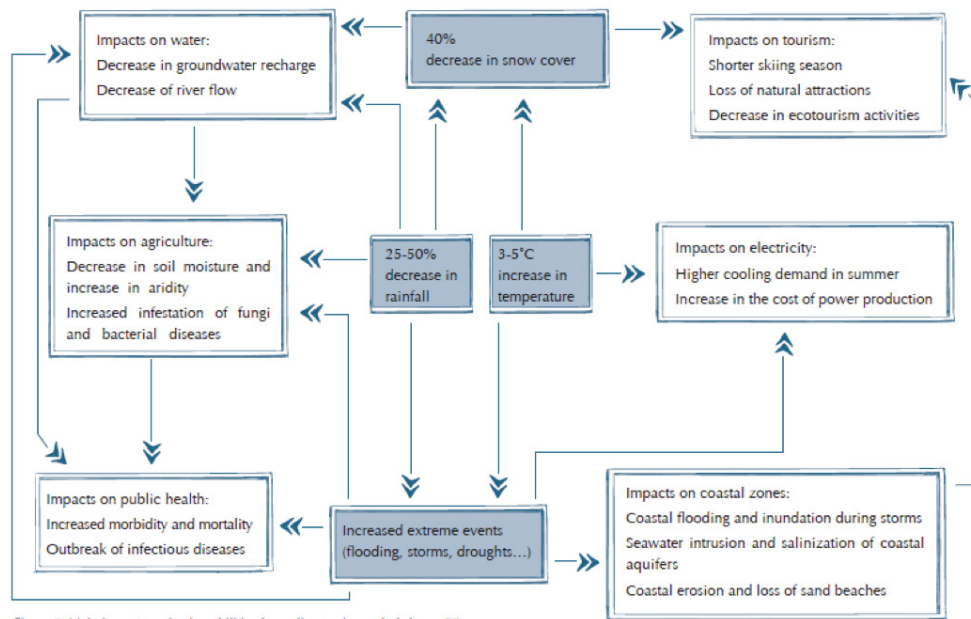 Impacts on water:
Decrease in groundwater recharge
Decrease of river flow
40%
decrease in snow cover
Impacts on tourism:
Shorter skiing season
Loss of natural attractions
Decrease in ecotourism activities
Impacts on agriculture:
Decrease in soil moisture and
increase in aridity
Increased infestation of fungi
and bacterial diseases
25-50%
decrease in
rainfall
3-5°C
increase in
temperature
Impacts on electricity:
Higher cooling demand in summer
Increase in the cost of power production
Impacts on public health:
Increased morbidity and mortality
Outbreak of infectious diseases
Increased extreme events
(flooding, storms, droughts...)
Impacts on coastal zones:
Coastal flooding and inundation during storms
Seawater intrusion and salinization of coastal
aquifers
Coastal erosion and loss of sand beaches